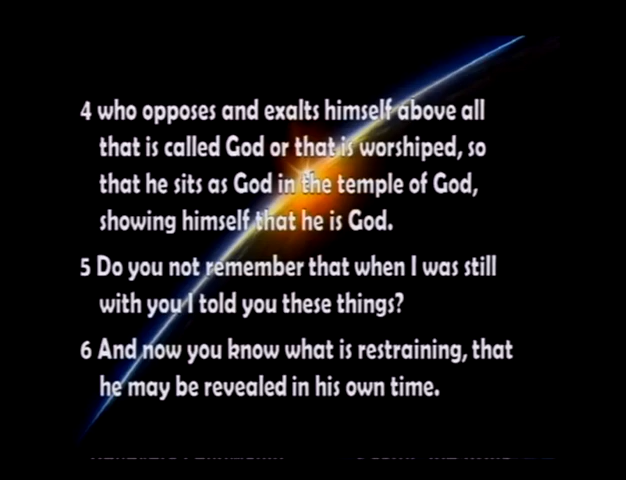 4 who opposes and exalts himself above all
that is called God or that is worshiped, so
that he sits as God in the temple of God,
showing himself that he is God.
5 Do you not remember that when I was still
with you I told you these things?
6 And now you know what is restraining, that
he may be revealed in his own time.